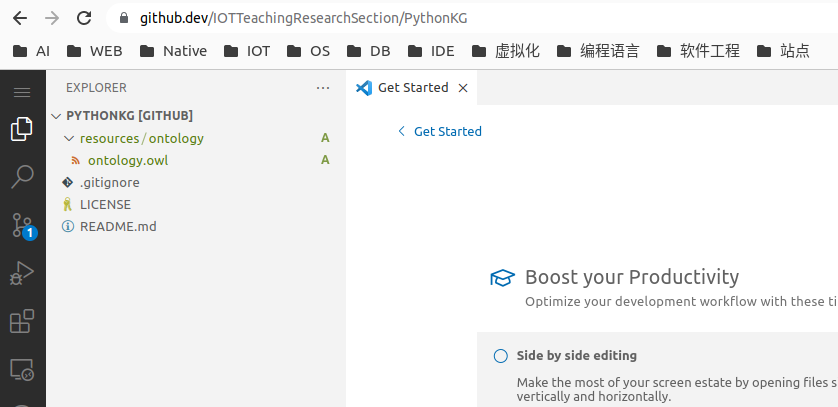 github.dev/IOTTeachingResearchSection/PythonKG
AI WEB Native IOT OS DB IDE 虚拟化 编程语言 软件工程 站点
EXPLORER ··· Get Started
PYTHONKG [GITHUB]
resources/ontology A
Get Started
ontology.owl A
.gitignore
LICENSE
README.md
1
Boost your Productivity
Optimize your development workflow with these ti
Side by side editing
Make the most of your screen estate by opening files s
vertically and horizontally.